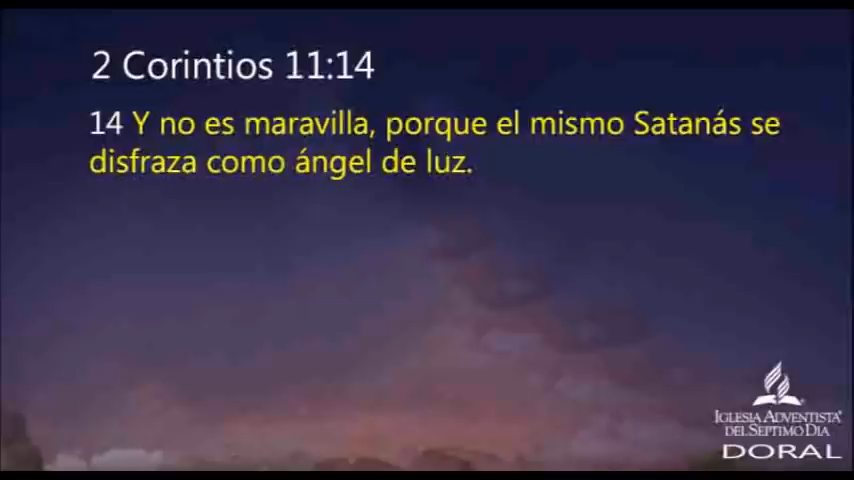 2 Corintios 11:14
14 Y no es maravilla, porque el mismo Satanás se
disfraza como ángel de luz.
IGLESIA ADVENTISTA®
DEL SÉPTIMO DÍA
DORAL